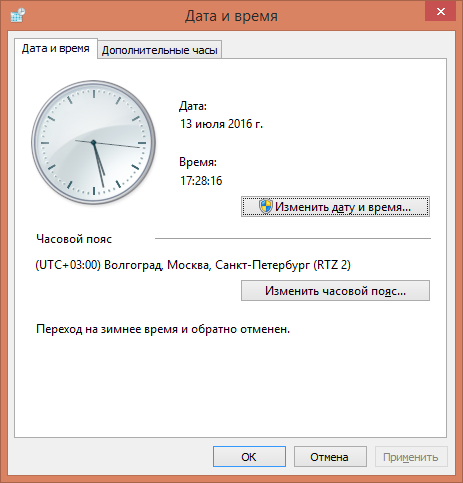 Дата и время
Дата и время
Дополнительные часы
Дата:
13 июля 2016 г.
Время:
17:28:16
Изменить дату и время...
Часовой пояс
(UTC+03:00) Волгоград, Москва, Санкт-Петербург (RTZ 2)
Изменить часовой пояс...
Переход на зимнее время и обратно отменен.
ОК
Отмена
Применить